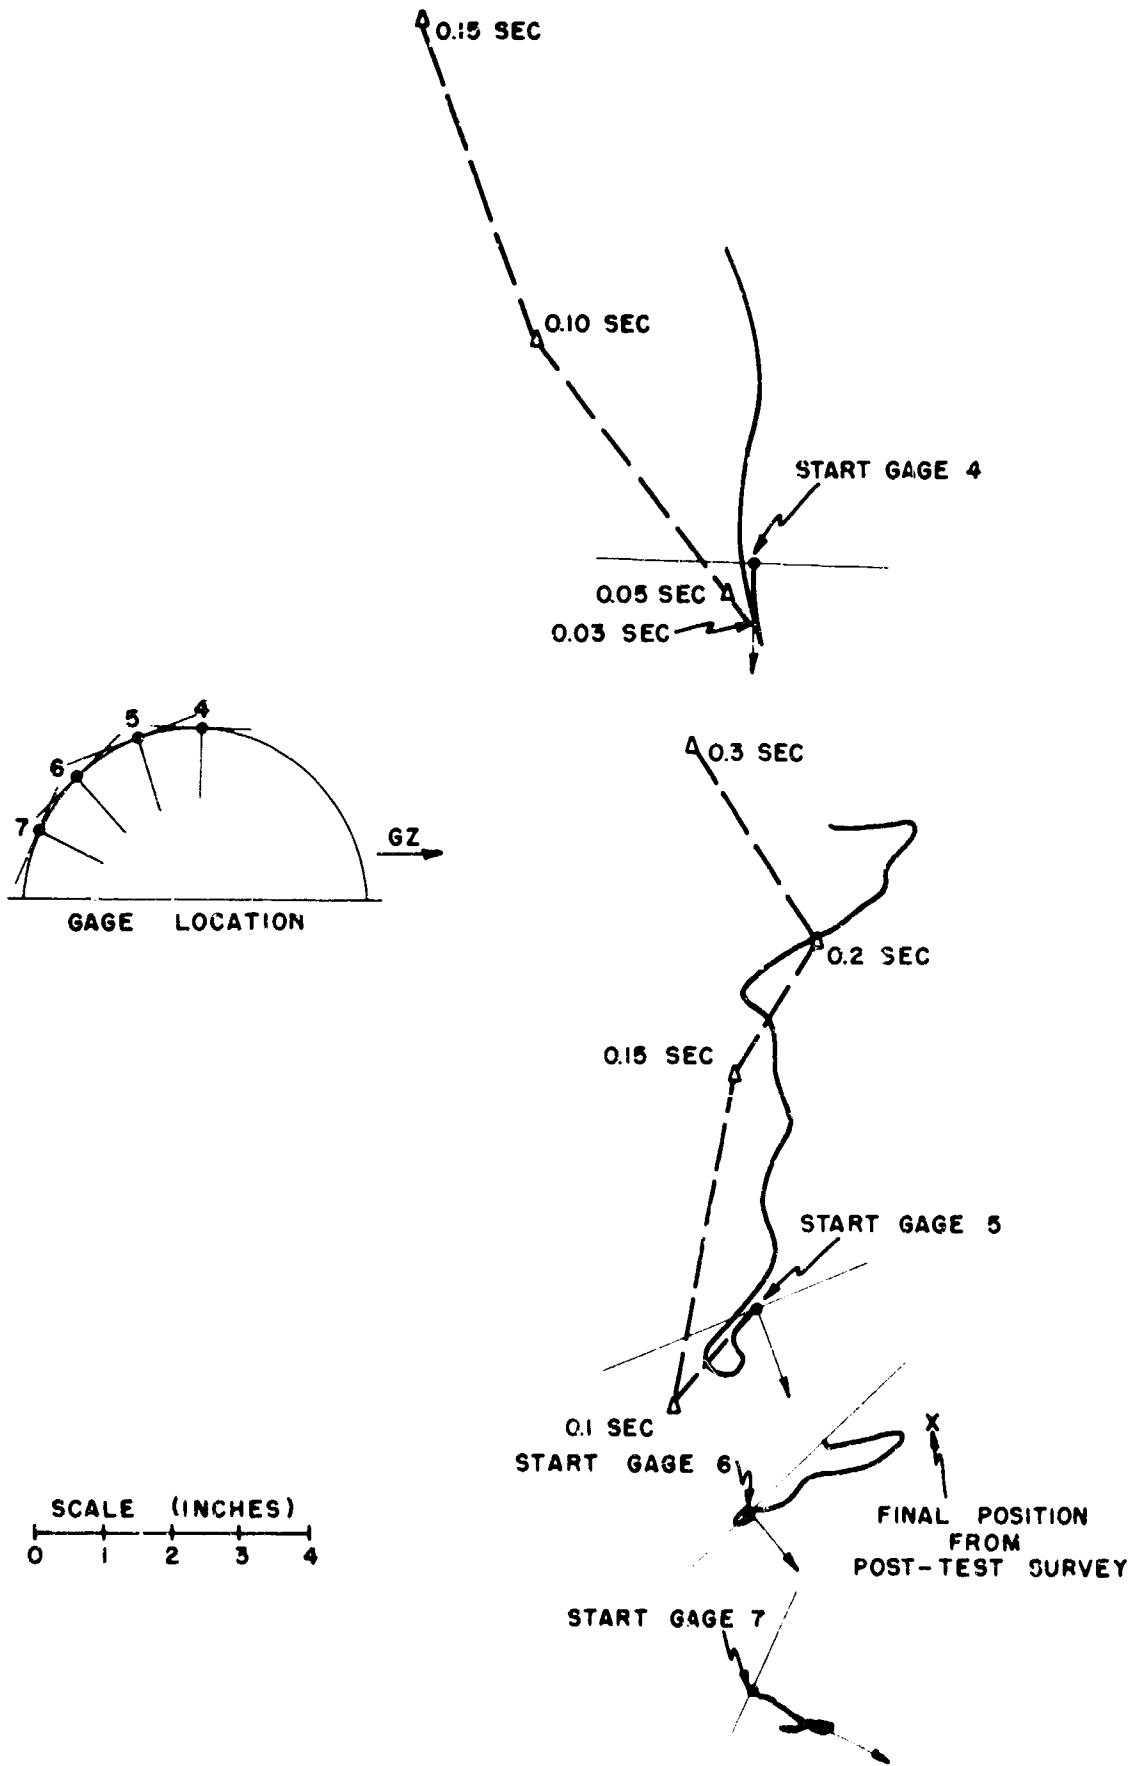 0.15 SEC
0.10 SEC
START GAGE 4
0.05 SEC
0.03 SEC
4
5
6
7
GZ
GAGE LOCATION
0.3 SEC
0.2 SEC
0.15 SEC
START GAGE 5
0.1 SEC
START GAGE 6
X
FINAL POSITION
FROM
POST-TEST SURVEY
SCALE (INCHES)
0 1 2 3 4
START GAGE 7